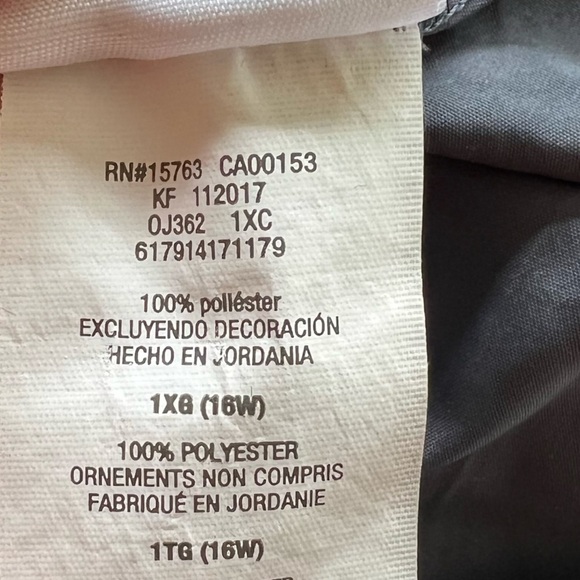 RN#15763 CA00153
KF 112017
OJ362 1XC
617914171179
100% poliéster
EXCLUYENDO DECORACIÓN
HECHO EN JORDANIA
1XG (16W)
100% POLYESTER
ORNEMENTS NON COMPRIS
FABRIQUÉ EN JORDANIE
1TG (16W)